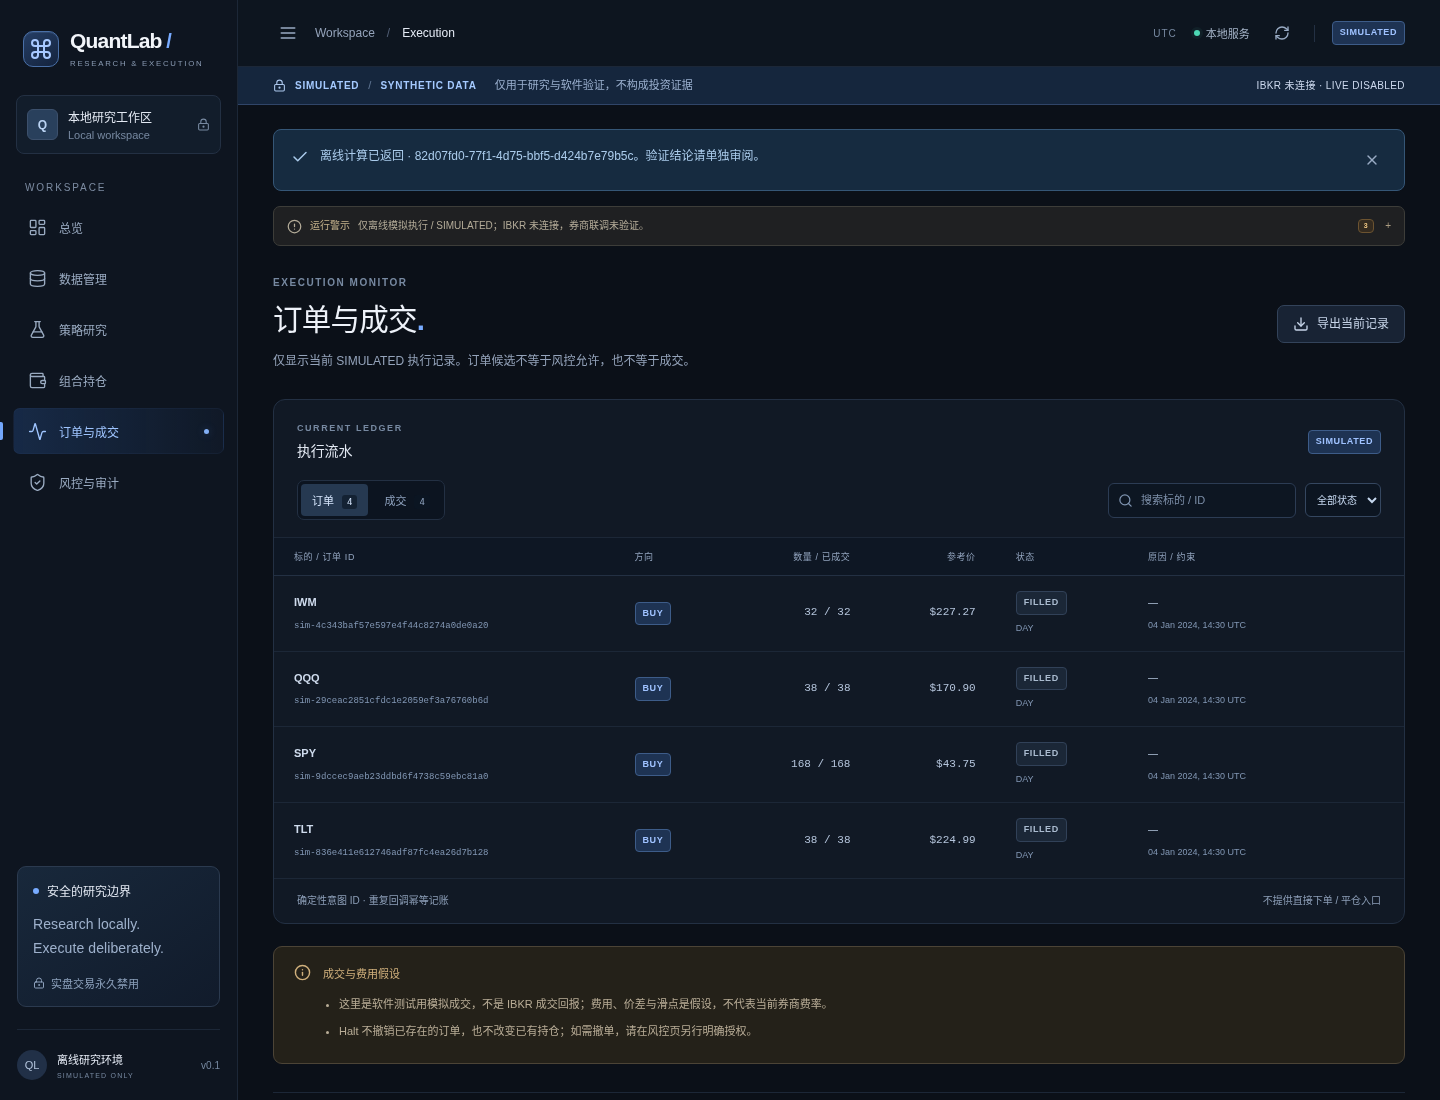 QuantLab /
RESEARCH & EXECUTION
Q
本地研究工作区
Local workspace
WORKSPACE
总览
数据管理
策略研究
组合持仓
订单与成交
风控与审计
安全的研究边界
Research locally.
Execute deliberately.
实盘交易永久禁用
QL
离线研究环境
SIMULATED ONLY
v0.1
Workspace / Execution
UTC
本地服务
SIMULATED
SIMULATED / SYNTHETIC DATA 仅用于研究与软件验证，不构成投资证据
IBKR 未连接 · LIVE DISABLED
离线计算已返回 · 82d07fd0-77f1-4d75-bbf5-d424b7e79b5c。验证结论请单独审阅。
运行警示 仅离线模拟执行 / SIMULATED；IBKR 未连接，券商联调未验证。
3 +
EXECUTION MONITOR
订单与成交.
仅显示当前 SIMULATED 执行记录。订单候选不等于风控允许，也不等于成交。
导出当前记录
CURRENT LEDGER
执行流水
SIMULATED
订单 4 成交 4
搜索标的 / ID
全部状态
标的 / 订单 ID 方向 数量 / 已成交 参考价 状态 原因 / 约束
IWM
sim-4c343baf57e597e4f44c8274a0de0a20
BUY
32 / 32
$227.27
FILLED
DAY
—
04 Jan 2024, 14:30 UTC
QQQ
sim-29ceac2851cfdc1e2059ef3a76760b6d
BUY
38 / 38
$170.90
FILLED
DAY
—
04 Jan 2024, 14:30 UTC
SPY
sim-9dccec9aeb23ddbd6f4738c59ebc81a0
BUY
168 / 168
$43.75
FILLED
DAY
—
04 Jan 2024, 14:30 UTC
TLT
sim-836e411e612746adf87fc4ea26d7b128
BUY
38 / 38
$224.99
FILLED
DAY
—
04 Jan 2024, 14:30 UTC
确定性意图 ID · 重复回调幂等记账
不提供直接下单 / 平仓入口
成交与费用假设
• 这里是软件测试用模拟成交，不是 IBKR 成交回报；费用、价差与滑点是假设，不代表当前券商费率。
• Halt 不撤销已存在的订单，也不改变已有持仓；如需撤单，请在风控页另行明确授权。